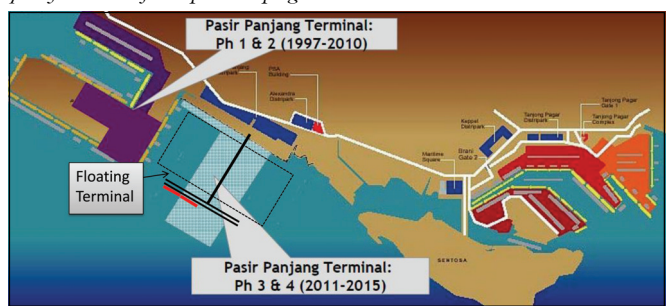 Pasir Panjang Terminal:
Ph 1 & 2 (1997-2010)
PSA
Building
Alexandra
Distripark
Keppel
Distripark
Tanjong Pagar
Distripark
Tanjong Pagar
Gate 1
Tanjong Pagar
Complex
Maritime
Square
Brani
Gate 2
Floating
Terminal
SENTOSA
Pasir Panjang Terminal:
Ph 3 & 4 (2011-2015)